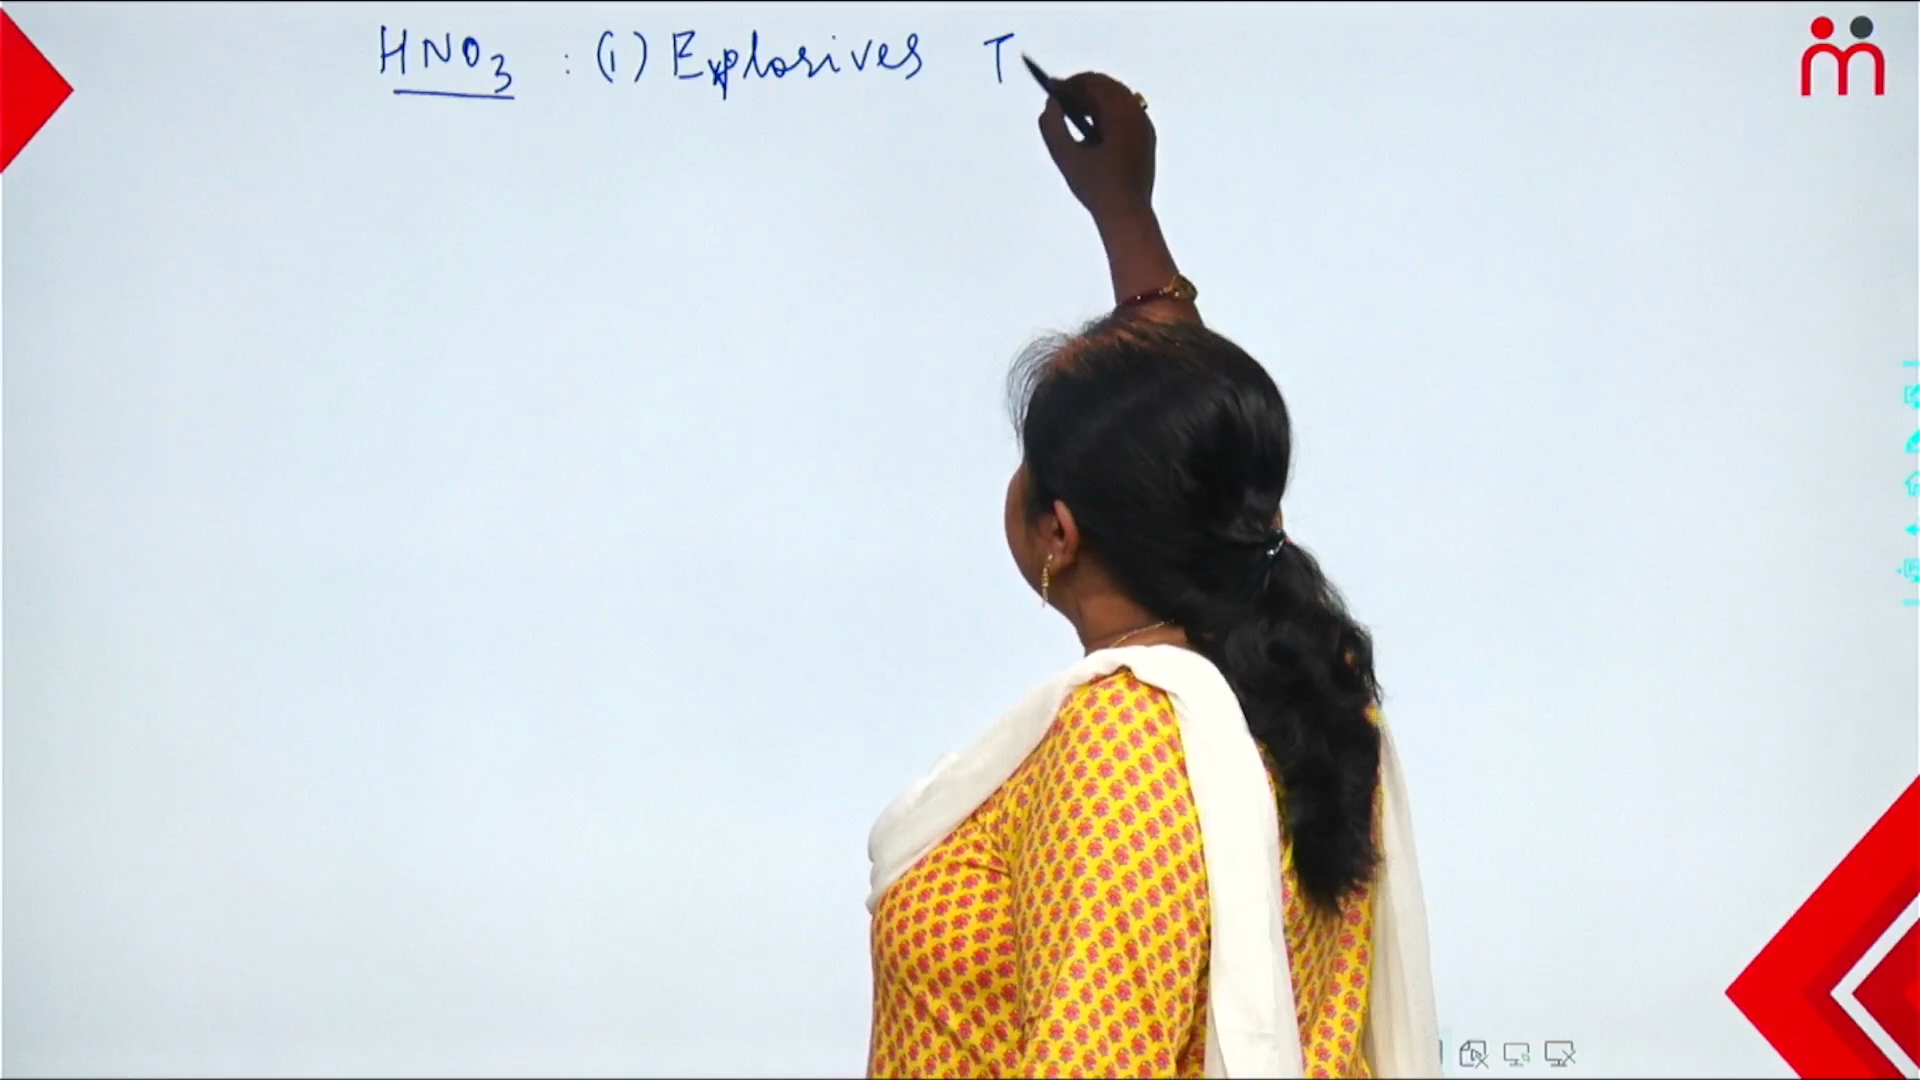 HNO₃ : (1) Explosives T